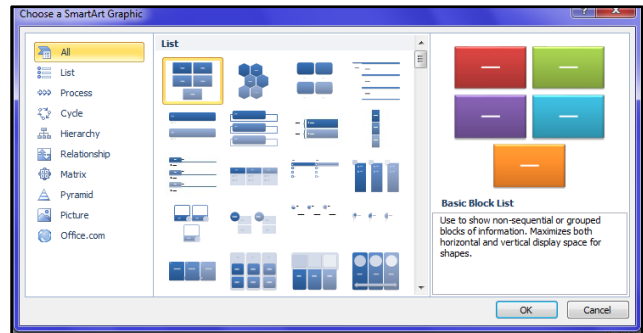 Choose a SmartArt Graphic
All
List
Process
Cycle
Hierarchy
Relationship
Matrix
Pyramid
Picture
Office.com
List
Basic Block List
Use to show non-sequential or grouped
blocks of information. Maximizes both
horizontal and vertical display space for
shapes.
OK
Cancel